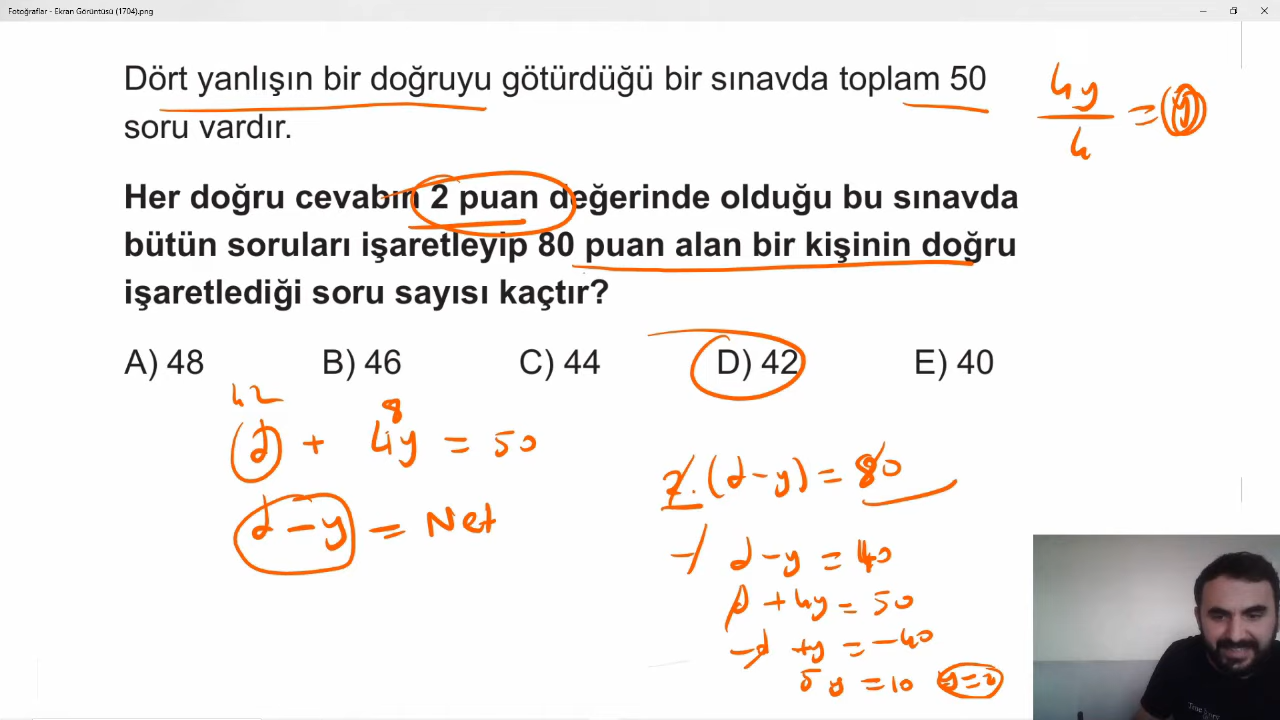 Fotoğraflar - Ekran Görüntüsü (1704).png
Dört yanlışın bir doğruyu götürdüğü bir sınavda toplam 50
soru vardır.
4y
4
= y
Her doğru cevabın 2 puan değerinde olduğu bu sınavda
bütün soruları işaretleyip 80 puan alan bir kişinin doğru
işaretlediği soru sayısı kaçtır?
A) 48 B) 46 C) 44 D) 42 E) 40
42
8
d + 4y = 50
d - y = Net
2.(d-y) = 80
-/ d - y = 40
d + 4y = 50
-d + y = -40
5y = 10 y = 2